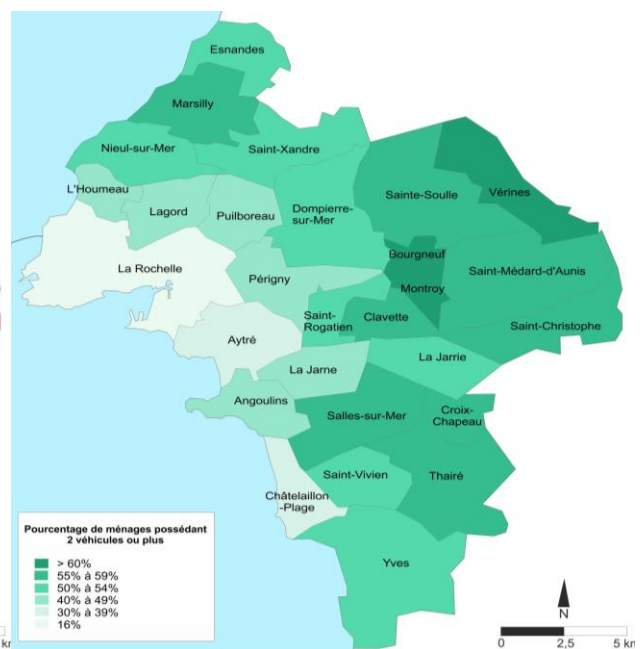 Esnandes
Marsilly
Nieul-sur-Mer
Saint-Xandre
L'Houmeau
Lagord
Puilboreau
Dompierre-
sur-Mer
Sainte-Soulle
Vérines
La Rochelle
Périgny
Bourgneuf
Montroy
Saint-Médard-d'Aunis
Saint-
Rogatien
Clavette
Saint-Christophe
Aytré
La Jarne
La Jarrie
Angoulins
Salles-sur-Mer
Croix-
Chapeau
Saint-Vivien
Thairé
Châtelaillon
-Plage
Yves
Pourcentage de ménages possédant
2 véhicules ou plus
> 60%
55% à 59%
50% à 54%
40% à 49%
30% à 39%
16%
N
0 2,5 5 km